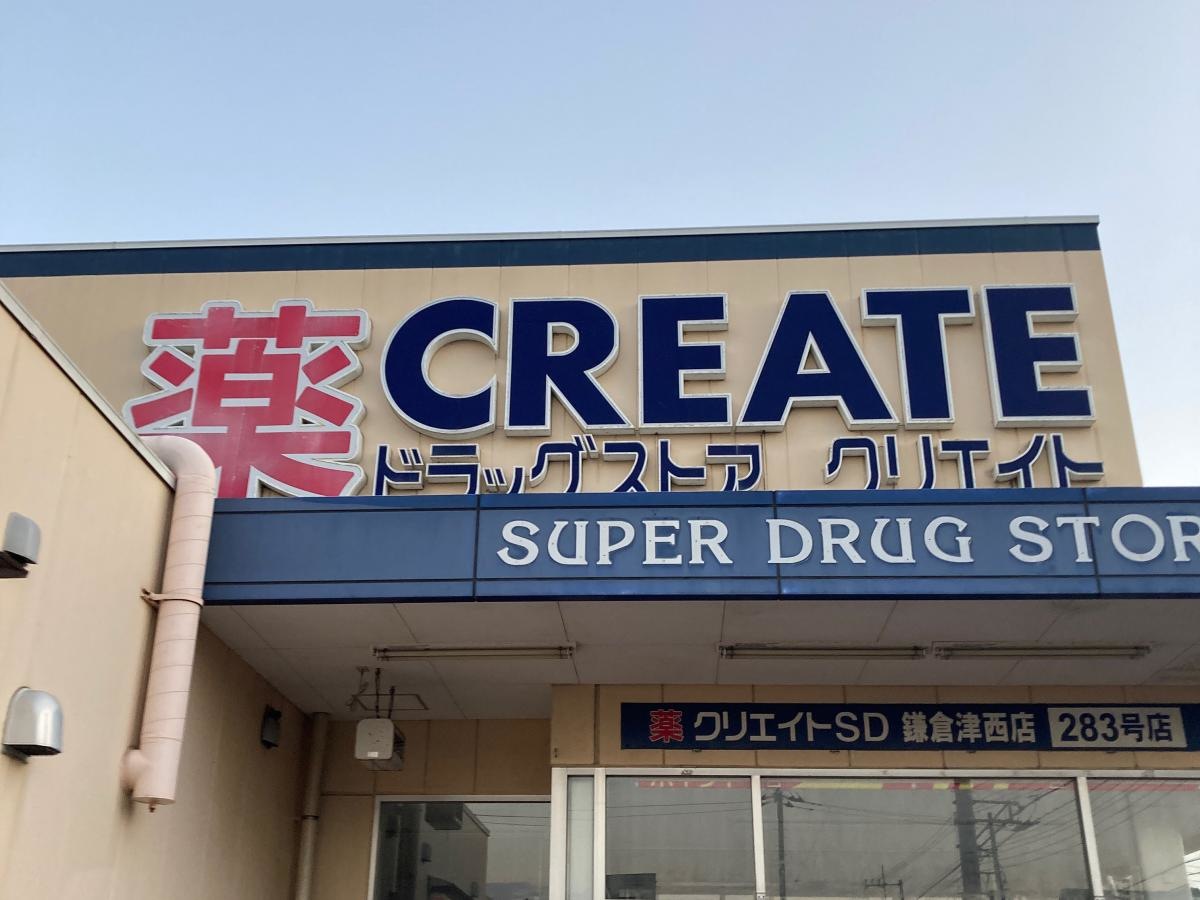 薬 CREATE
ドラッグストア クリエイト
SUPER DRUG STOR
薬 クリエイトSD 鎌倉津西店 283号店